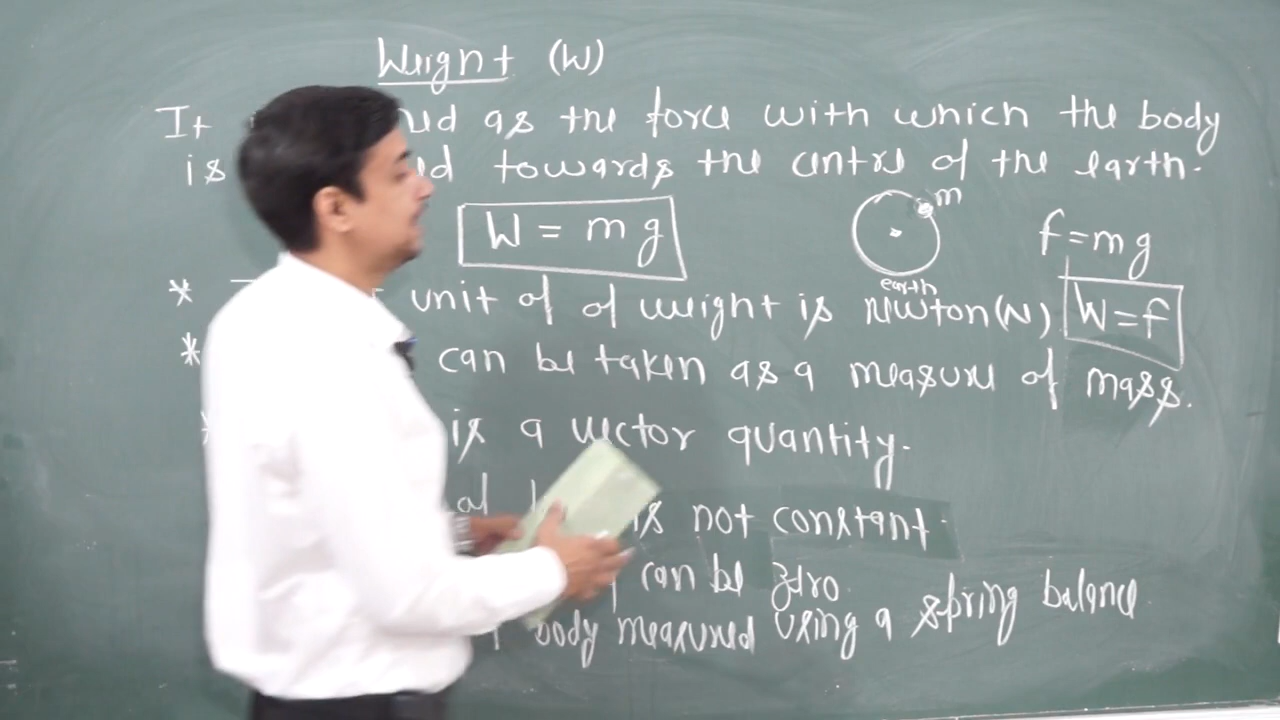 Weight (W)
It as the force with which the body
is towards the centre of the earth.
W = mg
m
earth
f=mg
W=f
* unit of of weight is Newton(N)
* can be taken as a measure of mass.
is a vector quantity.
is not constant.
can be zero.
body measured using a spring balance